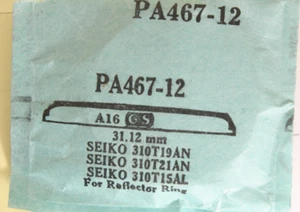 PA467-12
PA467-12
A16 GS
31.12 mm
SEIKO 310T19AN
SEIKO 310T21AN
SEIKO 310T15AL
For Reflector Ring